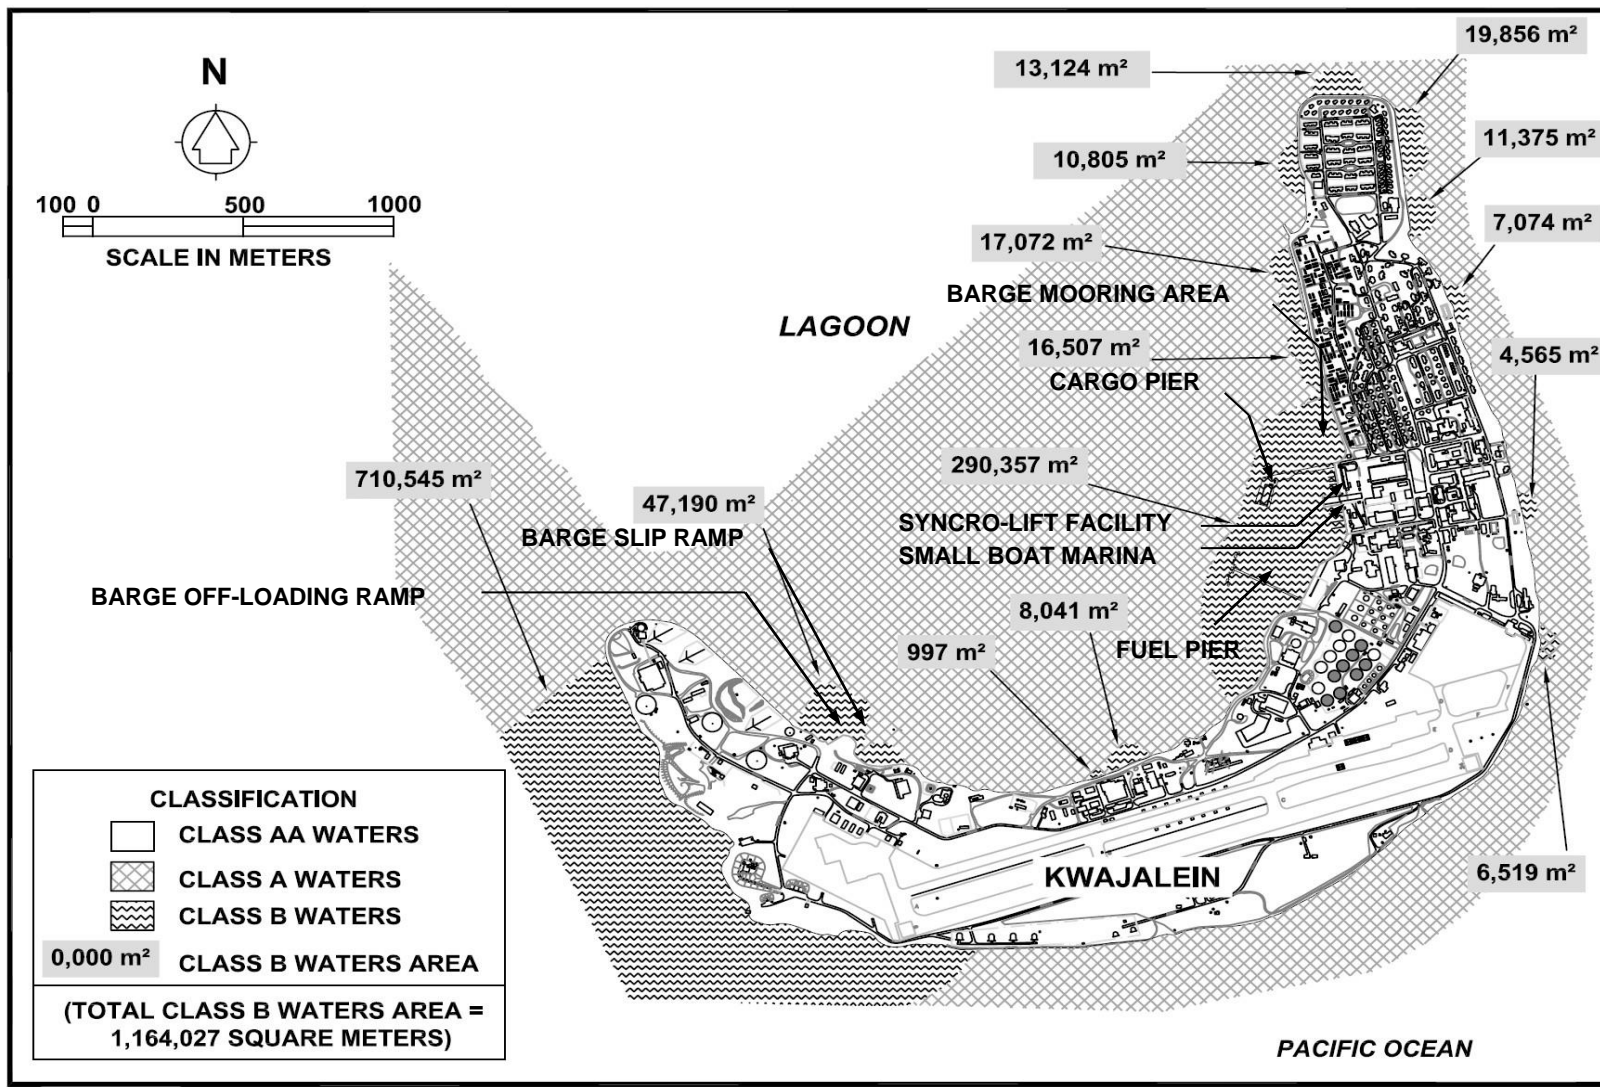 19,856 m²
13,124 m²
N
11,375 m²
10,805 m²
100 0 500 1000
SCALE IN METERS
7,074 m²
17,072 m²
BARGE MOORING AREA
LAGOON
16,507 m²
4,565 m²
CARGO PIER
290,357 m²
710,545 m²
47,190 m²
SYNCRO-LIFT FACILITY
BARGE SLIP RAMP
SMALL BOAT MARINA
BARGE OFF-LOADING RAMP
8,041 m²
997 m²
FUEL PIER
KWAJALEIN
6,519 m²
CLASSIFICATION
CLASS AA WATERS
CLASS A WATERS
CLASS B WATERS
0,000 m² CLASS B WATERS AREA
(TOTAL CLASS B WATERS AREA =
1,164,027 SQUARE METERS)
PACIFIC OCEAN